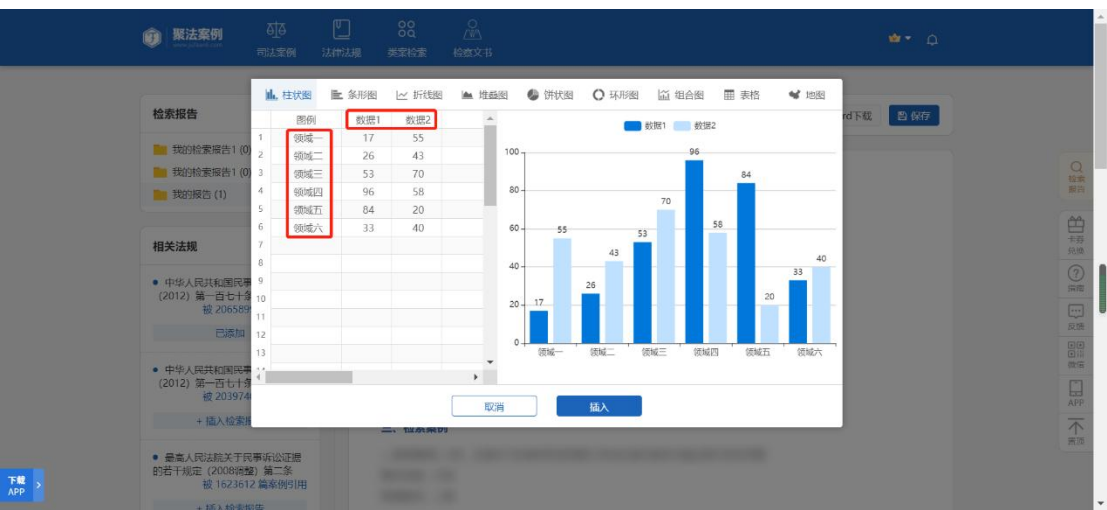 聚法案例
司法案例 法律法规 类案检索 检察文书
检索报告
我的检索报告1 (0)
我的检索报告1 (0)
我的报告 (1)
相关法规
中华人民共和国民事
(2012) 第一百七十条
被 206589
已添加
中华人民共和国民事
(2012) 第一百七十条
被 203974
+ 插入检索报
最高人民法院关于民事诉讼证据
的若干规定 (2008调整) 第二条
被 1623612 篇案例引用
+ 插入检索报告
下载
APP
柱状图 条形图 折线图 堆叠图 饼状图 环形图 组合图 表格 地图
图例 数据1 数据2
1 领域一 17 55
2 领域二 26 43
3 领域三 53 70
4 领域四 96 58
5 领域五 84 20
6 领域六 33 40
7
8
9
10
11
12
13
14
数据1 数据2
100
80
60
40
20
0
17 55 26 43 53 70 96 58 84 20 33 40
领域一 领域二 领域三 领域四 领域五 领域六
取消 插入
rd下载 保存
三、检索案例
检索
报告
卡券
兑换
指南
反馈
微信
APP
回顶